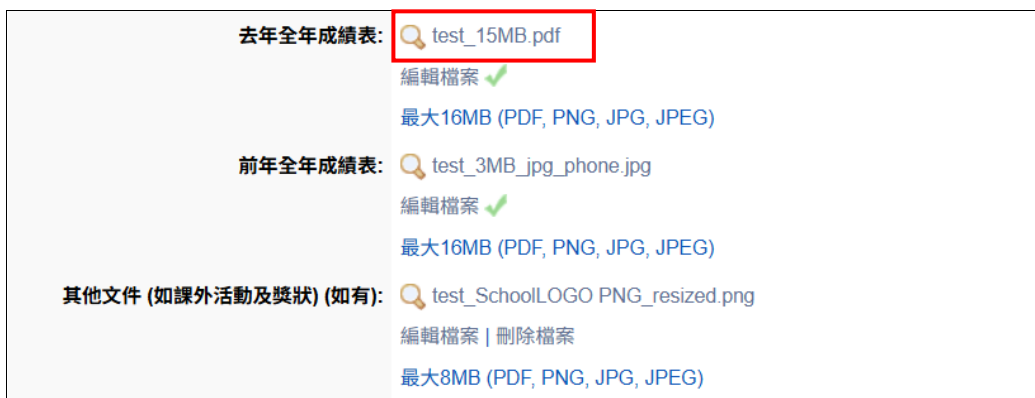 去年全年成績表: test_15MB.pdf
編輯檔案
最大16MB (PDF, PNG, JPG, JPEG)
前年全年成績表: test_3MB_jpg_phone.jpg
編輯檔案
最大16MB (PDF, PNG, JPG, JPEG)
其他文件 (如課外活動及獎狀) (如有): test_SchoolLOGO PNG_resized.png
編輯檔案 | 刪除檔案
最大8MB (PDF, PNG, JPG, JPEG)